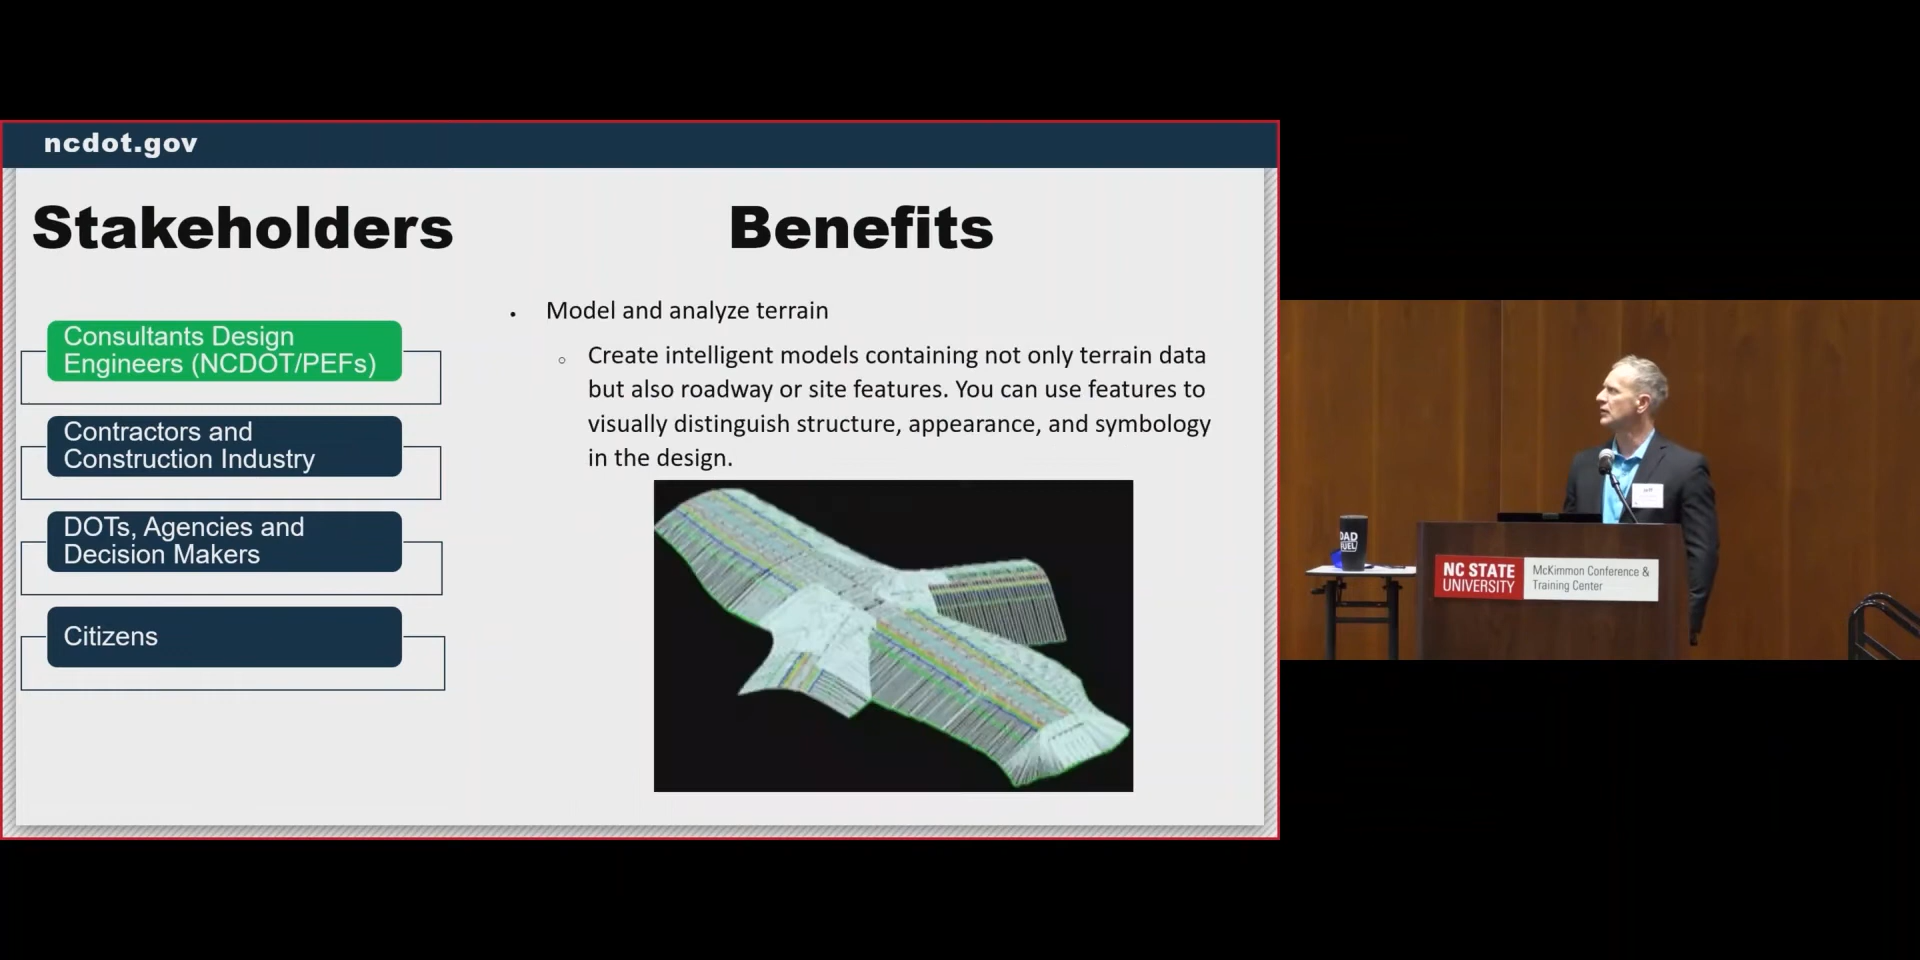 ncdot.gov
Stakeholders
Benefits
Consultants Design
Engineers (NCDOT/PEFs)
Contractors and
Construction Industry
DOTs, Agencies and
Decision Makers
Citizens
• Model and analyze terrain
○ Create intelligent models containing not only terrain data
but also roadway or site features. You can use features to
visually distinguish structure, appearance, and symbology
in the design.
NC STATE
UNIVERSITY
McKimmon Conference &
Training Center